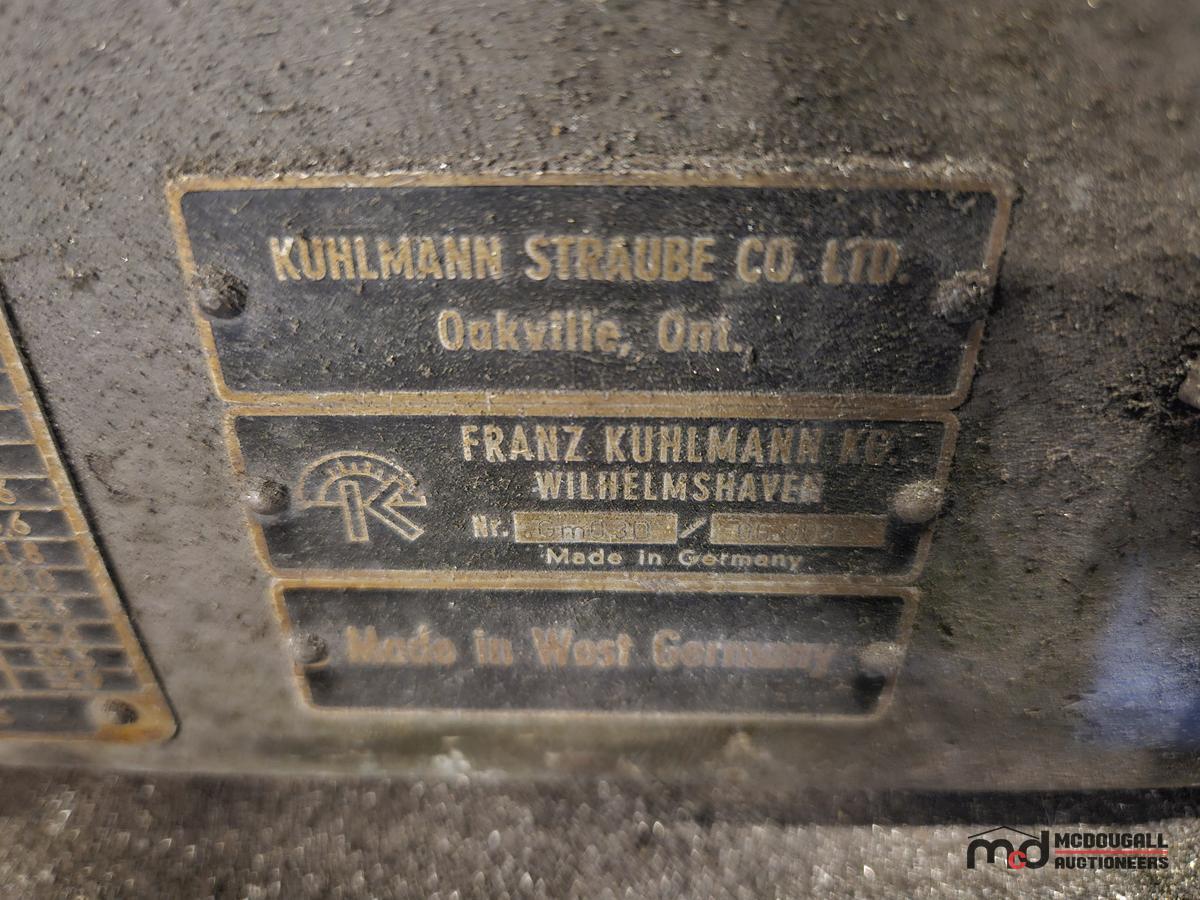 KUHLMANN STRAUBE CO. LTD.
Oakville, Ont.
FRANZ KUHLMANN KG.
WILHELMSHAVEN
Nr. /
Made in Germany
Made in West Germany
mcd MCDOUGALL
AUCTIONEERS